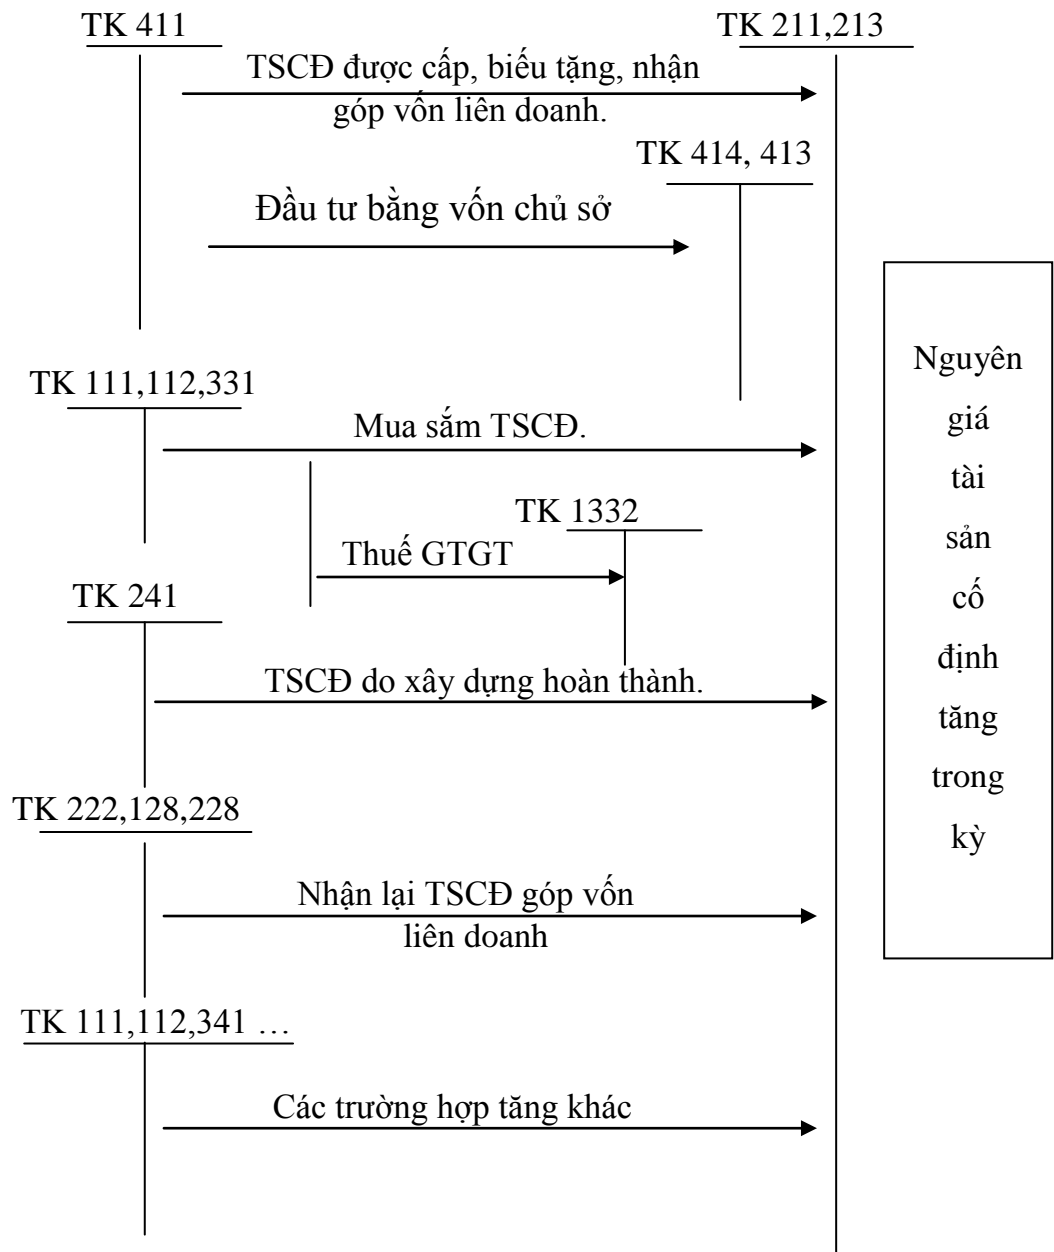 TK 411
TK 211,213
TSCĐ được cấp, biếu tặng, nhận
góp vốn liên doanh.
TK 414, 413
Đầu tư bằng vốn chủ sở
TK 111,112,331
Mua sắm TSCĐ.
TK 1332
Thuế GTGT
TK 241
TSCĐ do xây dựng hoàn thành.
TK 222,128,228
Nhận lại TSCĐ góp vốn
liên doanh
TK 111,112,341 …
Các trường hợp tăng khác
Nguyên
giá
tài
sản
cố
định
tăng
trong
kỳ